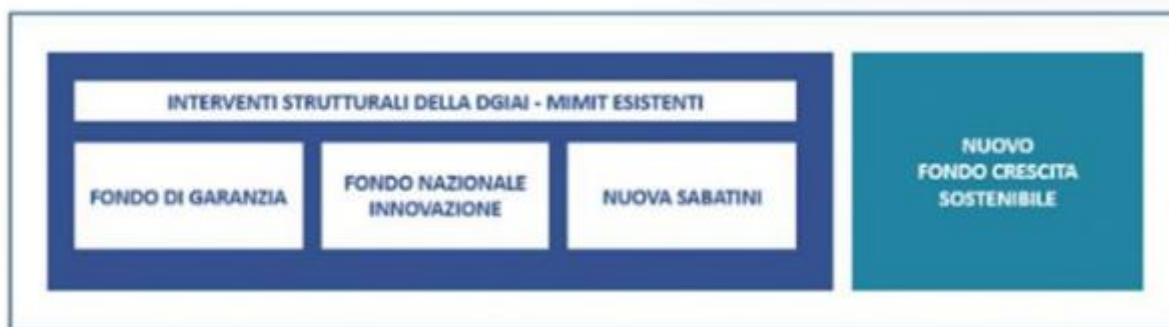 INTERVENTI STRUTTURALI DELLA DGIAI - MIMIT ESISTENTI
FONDO DI GARANZIA
FONDO NAZIONALE
INNOVAZIONE
NUOVA SABATINI
NUOVO
FONDO CRESCITA
SOSTENIBILE